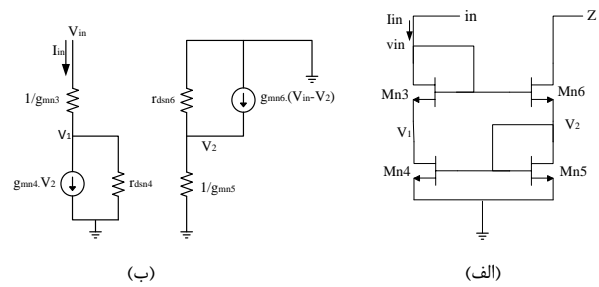 Vin
Iin
1/gmn3
V1
gmn4.V2
rdsn4
rdsn6
gmn6.(Vin-V2)
V2
1/gmn5
(ب)
Iin
in
Z
vin
Mn3
Mn6
V1
V2
Mn4
Mn5
(الف)